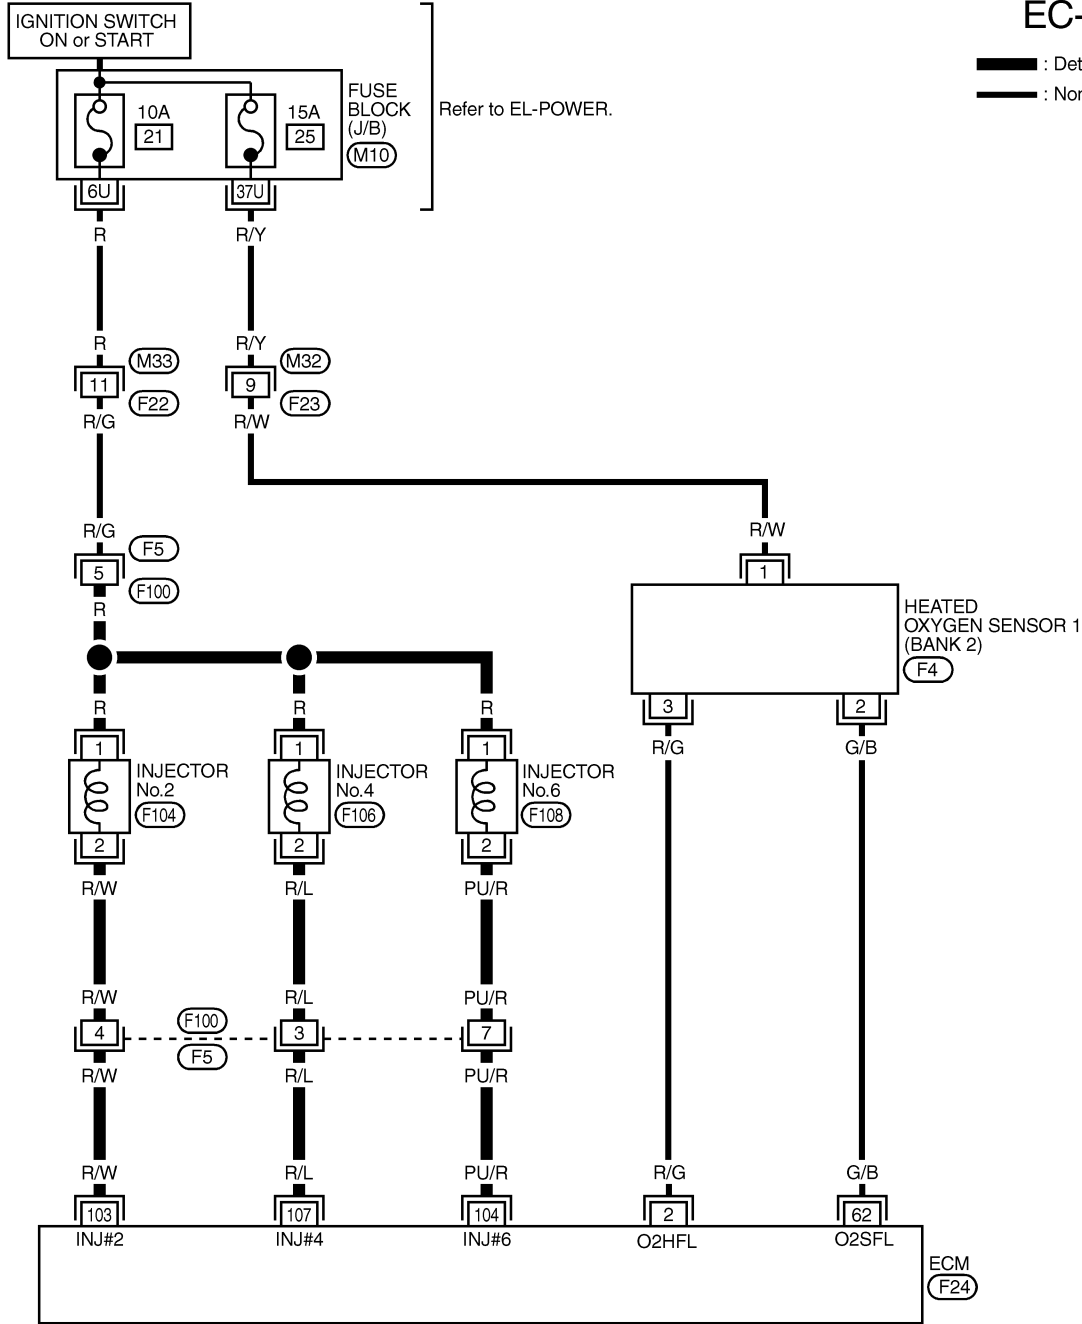 IGNITION SWITCH
ON or START
EC-
: Det
: Nor
10A
21
15A
25
FUSE
BLOCK
(J/B)
M10
Refer to EL-POWER.
6U
37U
R
R/Y
R
R/Y
M33
M32
11
9
F22
F23
R/G
R/W
R/G
R/W
F5
5
1
F100
R
HEATED
OXYGEN SENSOR 1
(BANK 2)
F4
R
R
R
3
2
1
1
1
R/G
G/B
INJECTOR
No.2
F104
INJECTOR
No.4
F106
INJECTOR
No.6
F108
2
2
2
R/W
R/L
PU/R
R/W
R/L
PU/R
F100
4
3
7
F5
R/W
R/L
PU/R
R/W
R/L
PU/R
R/G
G/B
103
107
104
2
62
INJ#2
INJ#4
INJ#6
O2HFL
O2SFL
ECM
F24